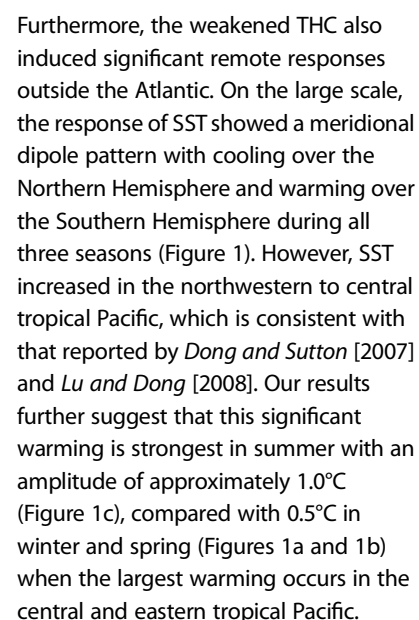 Furthermore, the weakened THC also
induced significant remote responses
outside the Atlantic. On the large scale,
the response of SST showed a meridional
dipole pattern with cooling over the
Northern Hemisphere and warming over
the Southern Hemisphere during all
three seasons (Figure 1). However, SST
increased in the northwestern to central
tropical Pacific, which is consistent with
that reported by Dong and Sutton [2007]
and Lu and Dong [2008]. Our results
further suggest that this significant
warming is strongest in summer with an
amplitude of approximately 1.0°C
(Figure 1c), compared with 0.5°C in
winter and spring (Figures 1a and 1b)
when the largest warming occurs in the
central and eastern tropical Pacific.